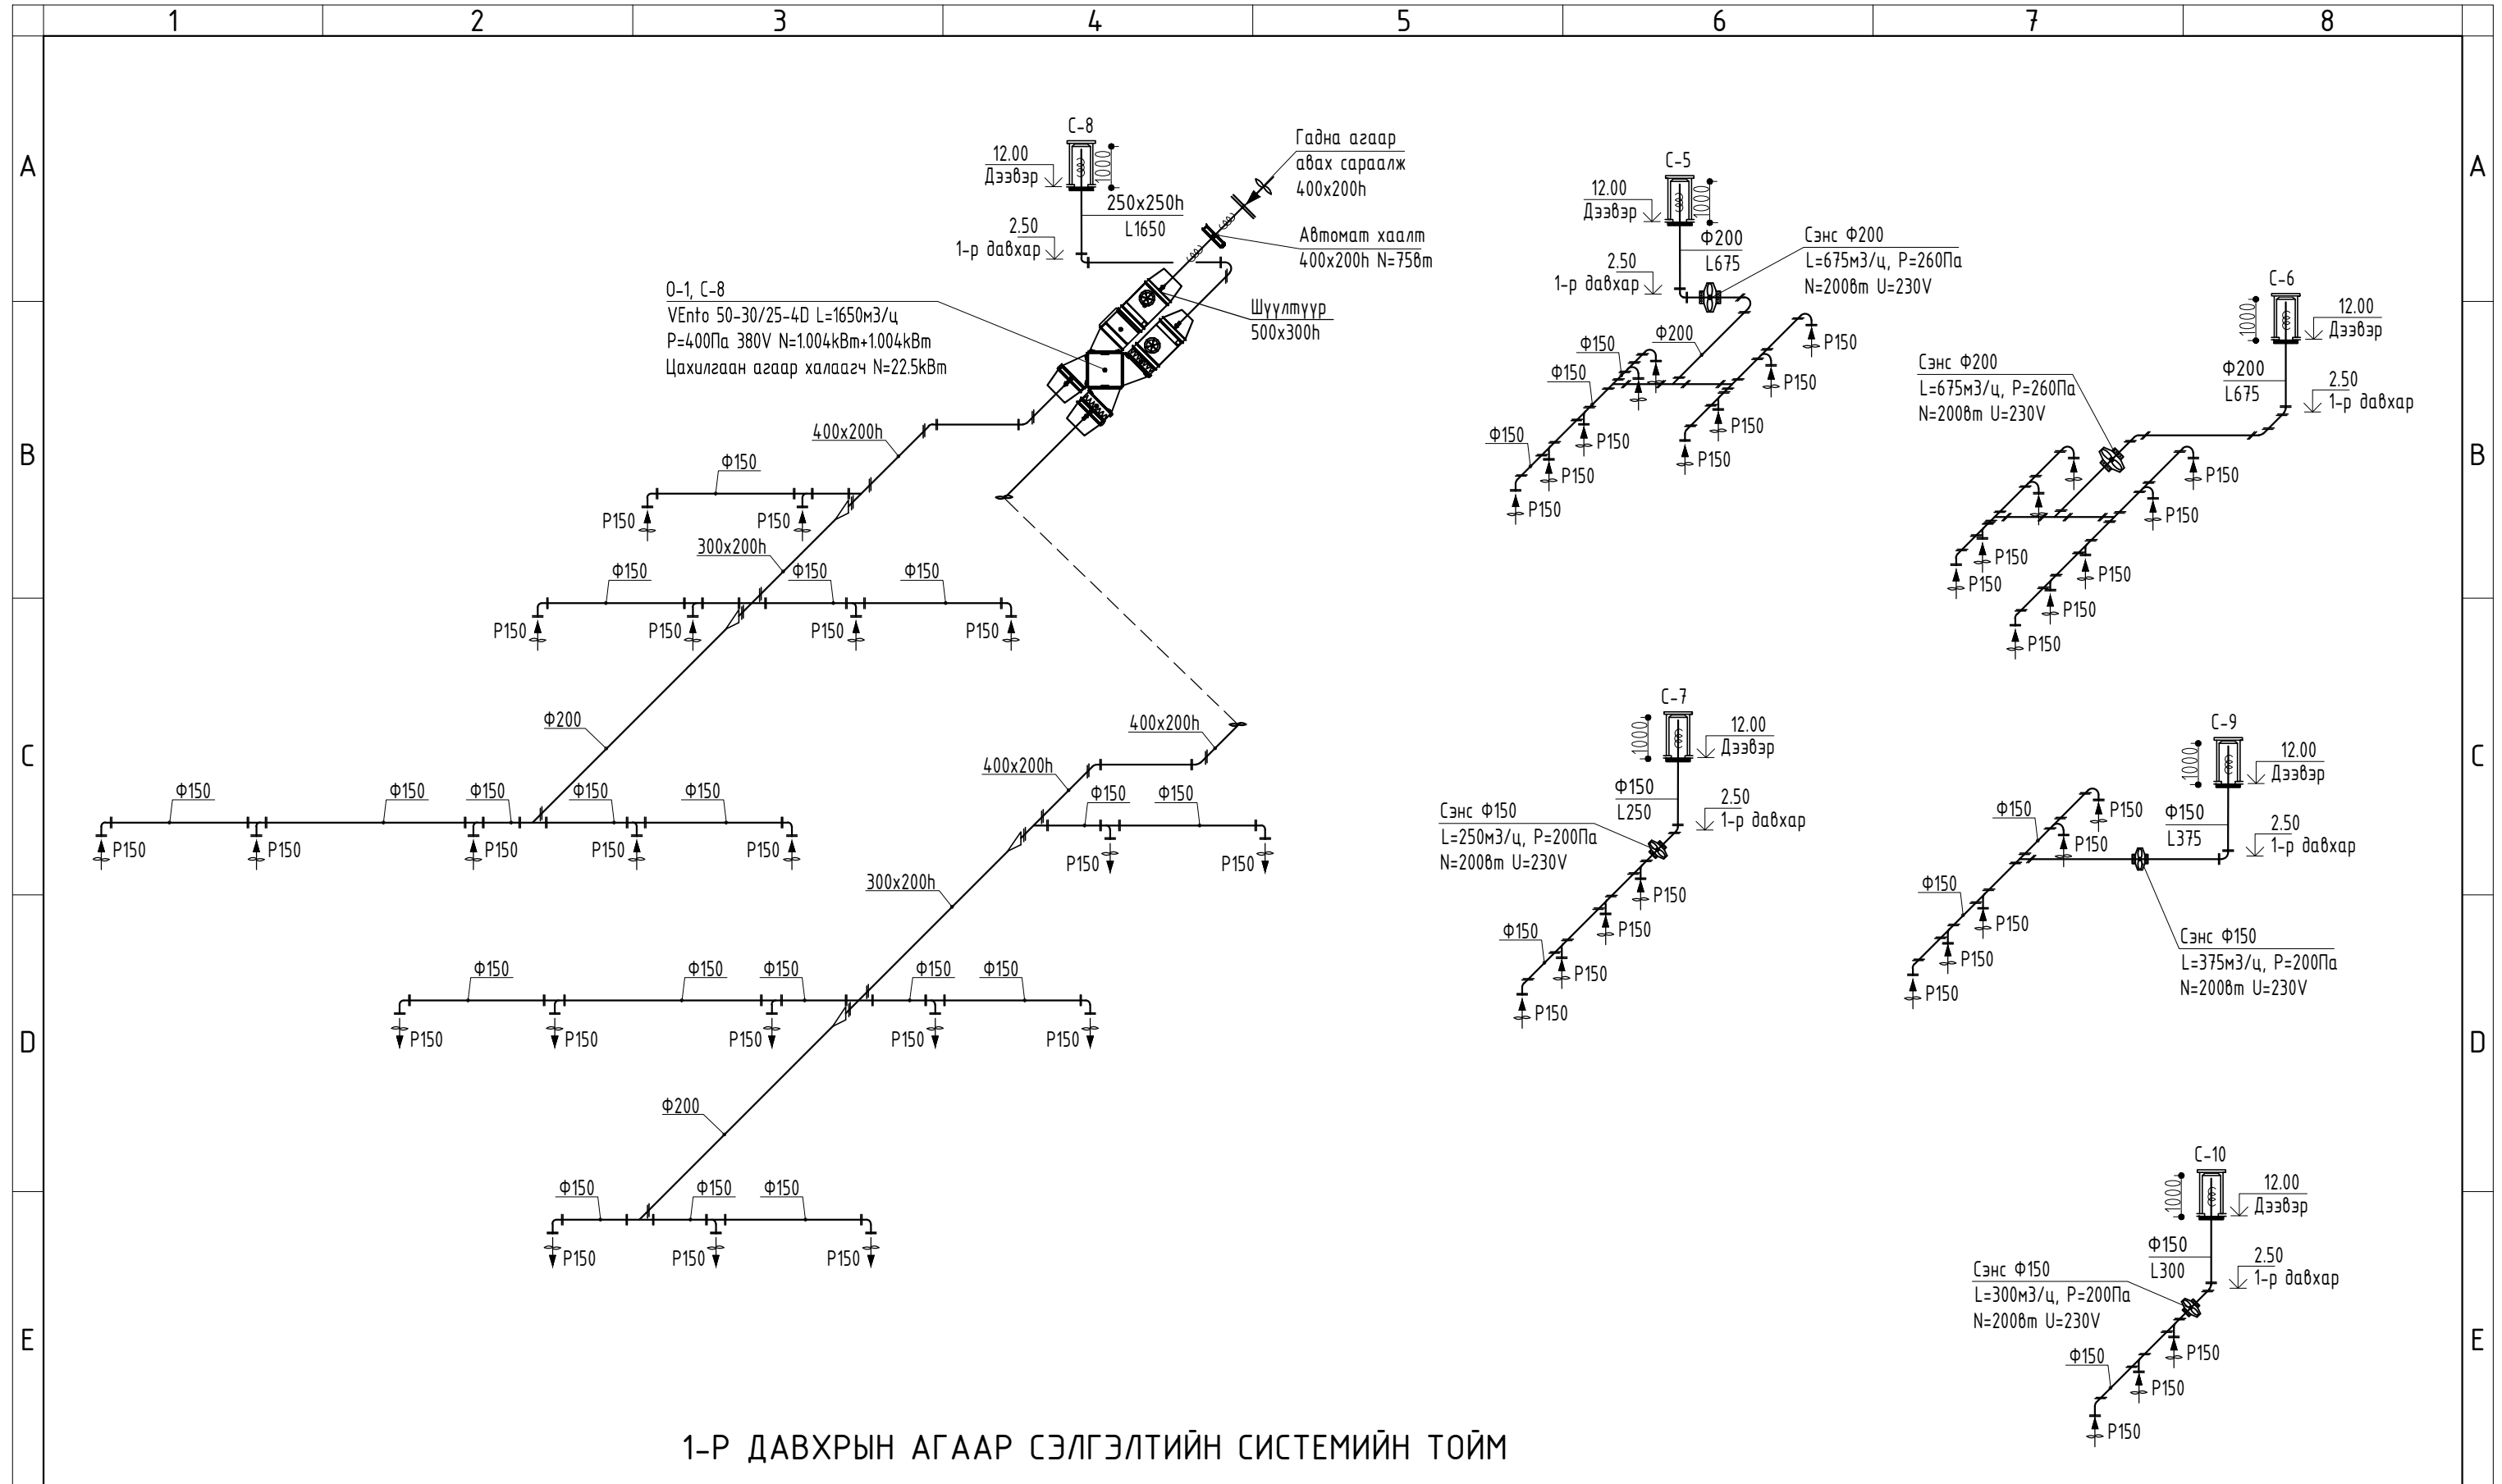 1 2 3 4 5 6 7 8
A
A
B
B
C
C
D
D
E
E
С-8
12.00
Дээвэр
1000
250x250h
L1650
2.50
1-р давхар
Гадна агаар
авах сараалж
400x200h
Автомат хаалт
400x200h N=75вт
Шүүлтүүр
500x300h
О-1, С-8
VEnto 50-30/25-4D L=1650м3/ц
P=400Па 380V N=1.004кВт+1.004кВт
Цахилгаан агаар халаагч N=22.5кВт
400x200h
Ф150
P150
P150
300x200h
Ф150
Ф150
Ф150
P150
P150
P150
P150
Ф200
Ф150
Ф150
Ф150
Ф150
Ф150
P150
P150
P150
P150
P150
400x200h
400x200h
Ф150
Ф150
P150
P150
300x200h
Ф150
Ф150
Ф150
Ф150
Ф150
P150
P150
P150
P150
P150
Ф200
Ф150
Ф150
Ф150
P150
P150
P150
С-5
12.00
Дээвэр
1000
Ф200
L675
2.50
1-р давхар
Сэнс Ф200
L=675м3/ц, P=260Па
N=200вт U=230V
Ф200
Ф150
Ф150
Ф150
P150
P150
P150
P150
P150
P150
P150
С-6
1000
12.00
Дээвэр
Ф200
L675
2.50
1-р давхар
Сэнс Ф200
L=675м3/ц, P=260Па
N=200вт U=230V
P150
P150
P150
P150
P150
P150
P150
С-7
1000
12.00
Дээвэр
Ф150
L250
2.50
1-р давхар
Сэнс Ф150
L=250м3/ц, P=200Па
N=200вт U=230V
Ф150
P150
P150
P150
P150
С-9
1000
12.00
Дээвэр
Ф150
L375
2.50
1-р давхар
Ф150
Ф150
P150
P150
P150
P150
P150
Сэнс Ф150
L=375м3/ц, P=200Па
N=200вт U=230V
С-10
1000
12.00
Дээвэр
Ф150
L300
2.50
1-р давхар
Сэнс Ф150
L=300м3/ц, P=200Па
N=200вт U=230V
Ф150
P150
P150
P150
1-Р ДАВХРЫН АГААР СЭЛГЭЛТИЙН СИСТЕМИЙН ТОЙМ